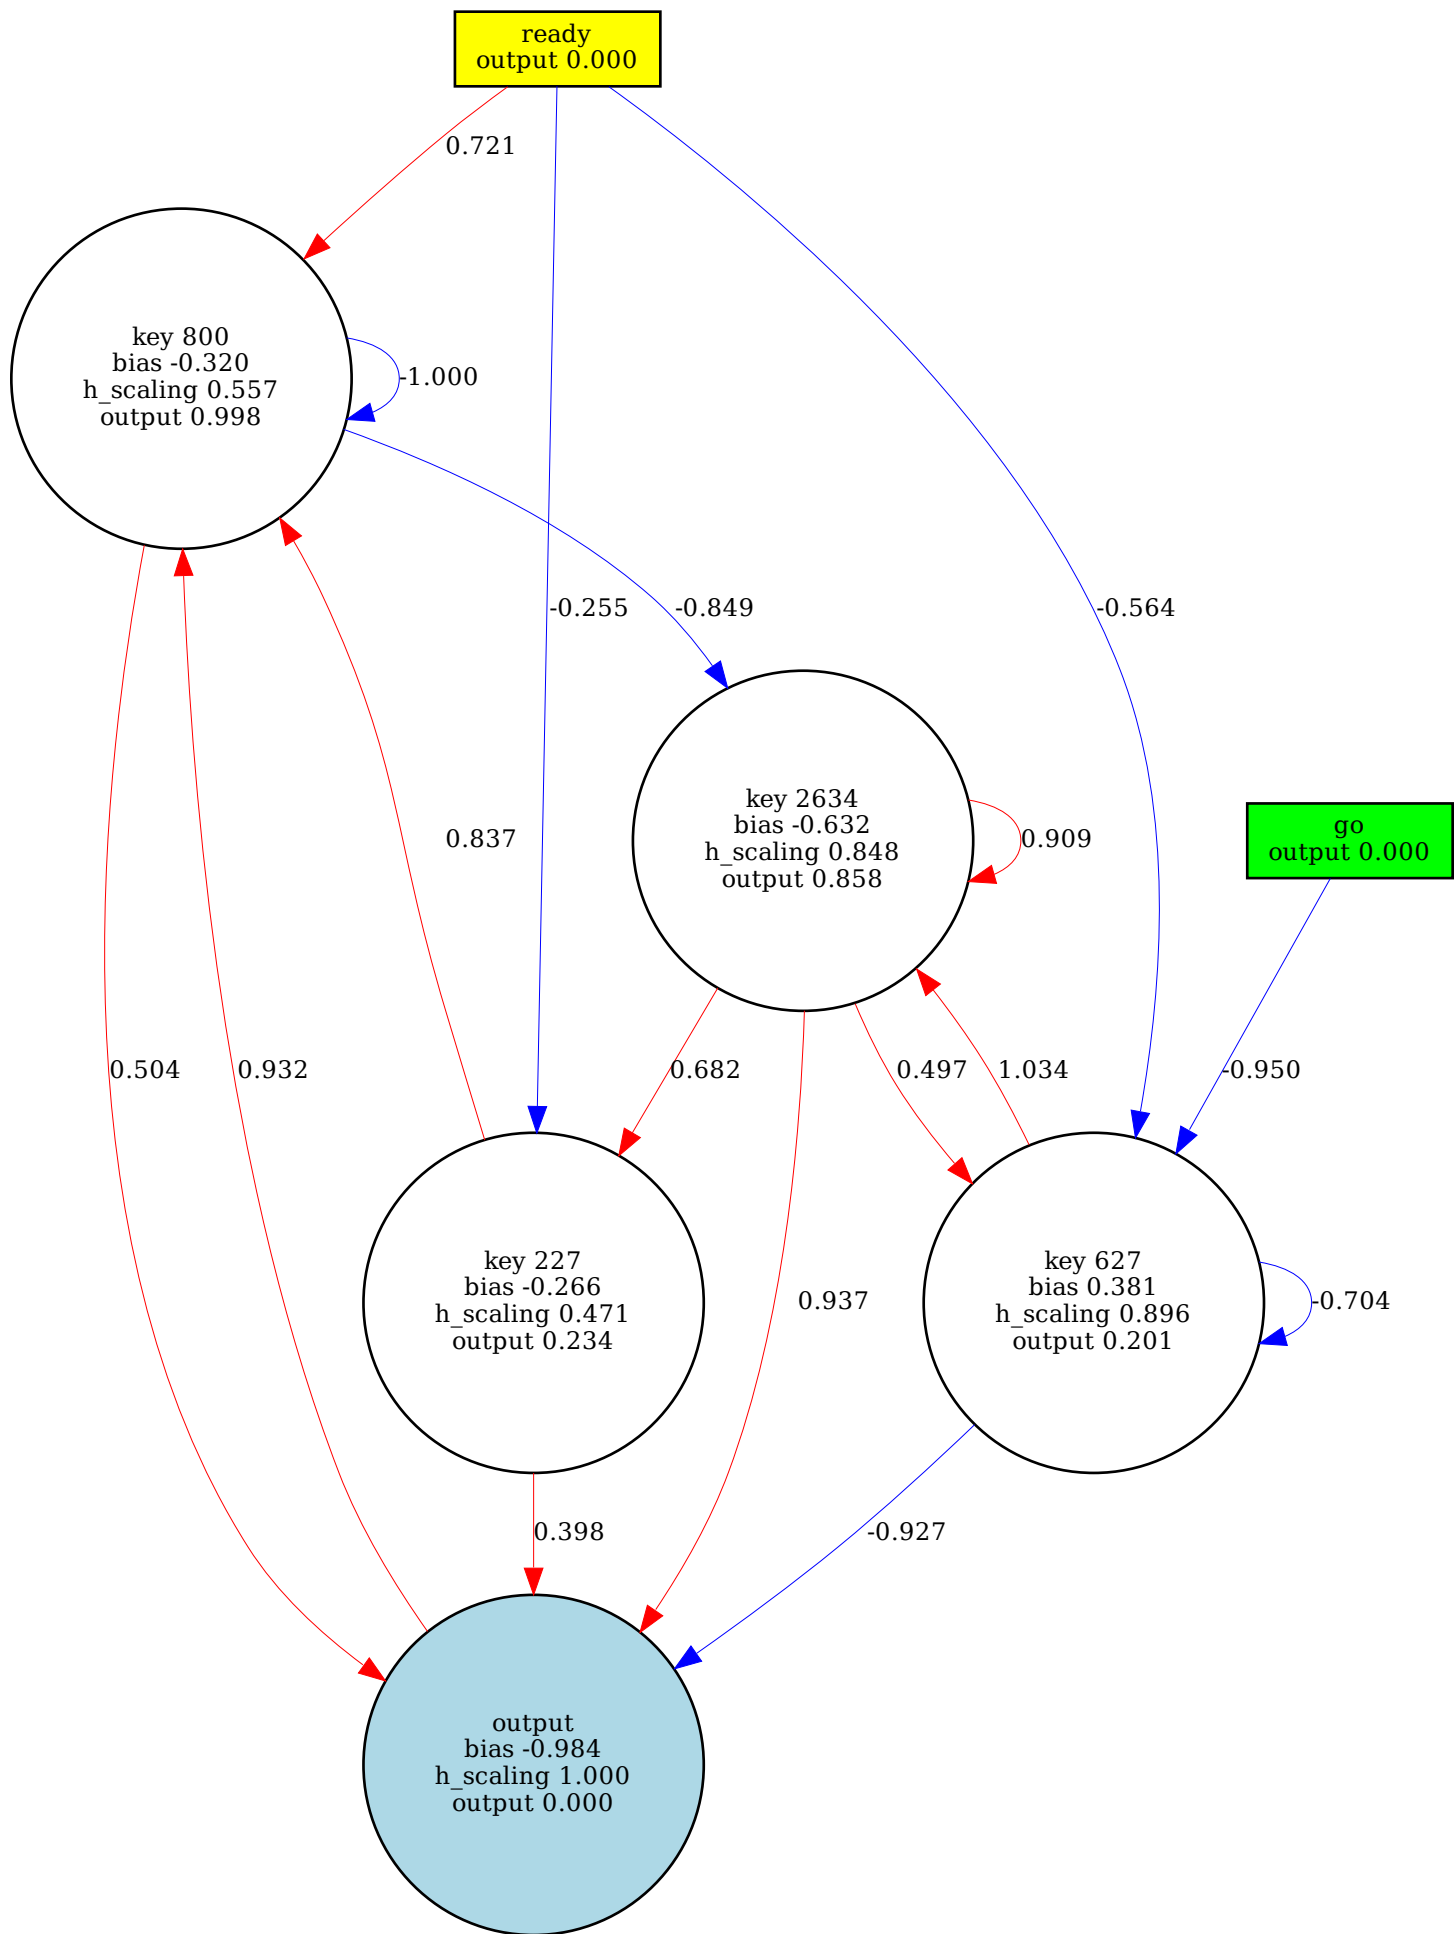 ready
output 0.000
0.721
key 800
bias -0.320
h_scaling 0.557
output 0.998
-1.000
-0.255
-0.849
-0.564
key 2634
bias -0.632
h_scaling 0.848
output 0.858
0.909
go
output 0.000
0.837
0.504
0.932
0.682
0.497
1.034
-0.950
key 227
bias -0.266
h_scaling 0.471
output 0.234
0.937
key 627
bias 0.381
h_scaling 0.896
output 0.201
-0.704
0.398
-0.927
output
bias -0.984
h_scaling 1.000
output 0.000